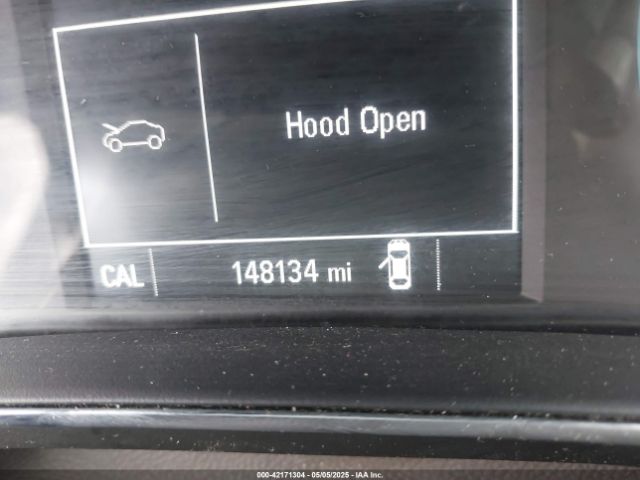 Hood Open
CAL 148134 mi
000-42171304 | 05/05/2025 | IAA Inc.